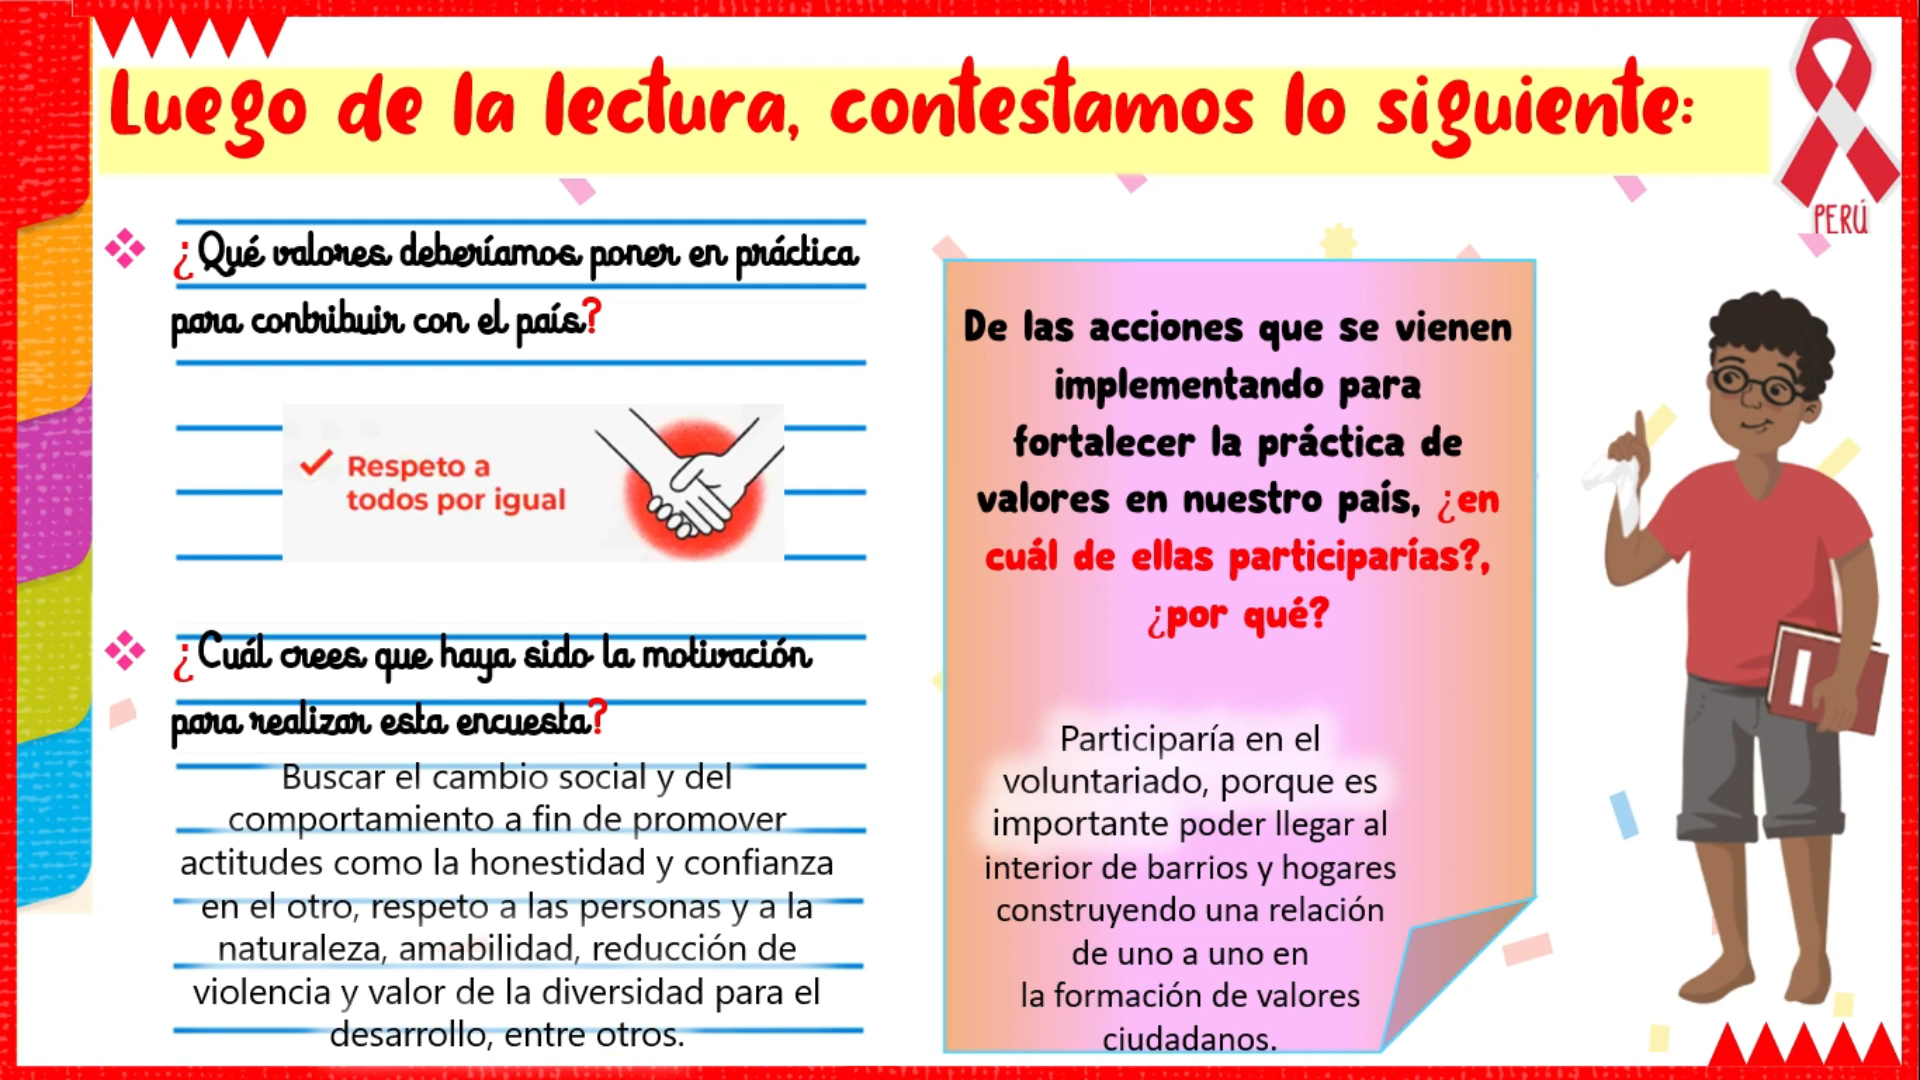 Luego de la lectura, contestamos lo siguiente:
PERÚ
¿Qué valores deberíamos poner en práctica
para contribuir con el país?
Respeto a
todos por igual
¿Cuál crees que haya sido la motivación
para realizar esta encuesta?
Buscar el cambio social y del
comportamiento a fin de promover
actitudes como la honestidad y confianza
en el otro, respeto a las personas y a la
naturaleza, amabilidad, reducción de
violencia y valor de la diversidad para el
desarrollo, entre otros.
De las acciones que se vienen
implementando para
fortalecer la práctica de
valores en nuestro país, ¿en
cuál de ellas participarías?,
¿por qué?
Participaría en el
voluntariado, porque es
importante poder llegar al
interior de barrios y hogares
construyendo una relación
de uno a uno en
la formación de valores
ciudadanos.